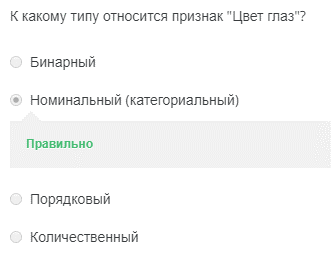 К какому типу относится признак "Цвет глаз"?
Бинарный
Номинальный (категориальный)
Правильно
Порядковый
Количественный